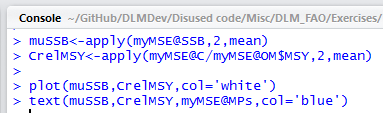 Console ~/GitHub/DLMDev/Disused code/Misc/DLM_FAO/Exercises/
> muSSB<-apply(myMSE@SSB,2,mean)
> CrelMSY<-apply(myMSE@C/myMSE@OM$MSY,2,mean)
>
> plot(muSSB,CrelMSY,col='white')
> text(muSSB,CrelMSY,myMSE@MPs,col='blue')